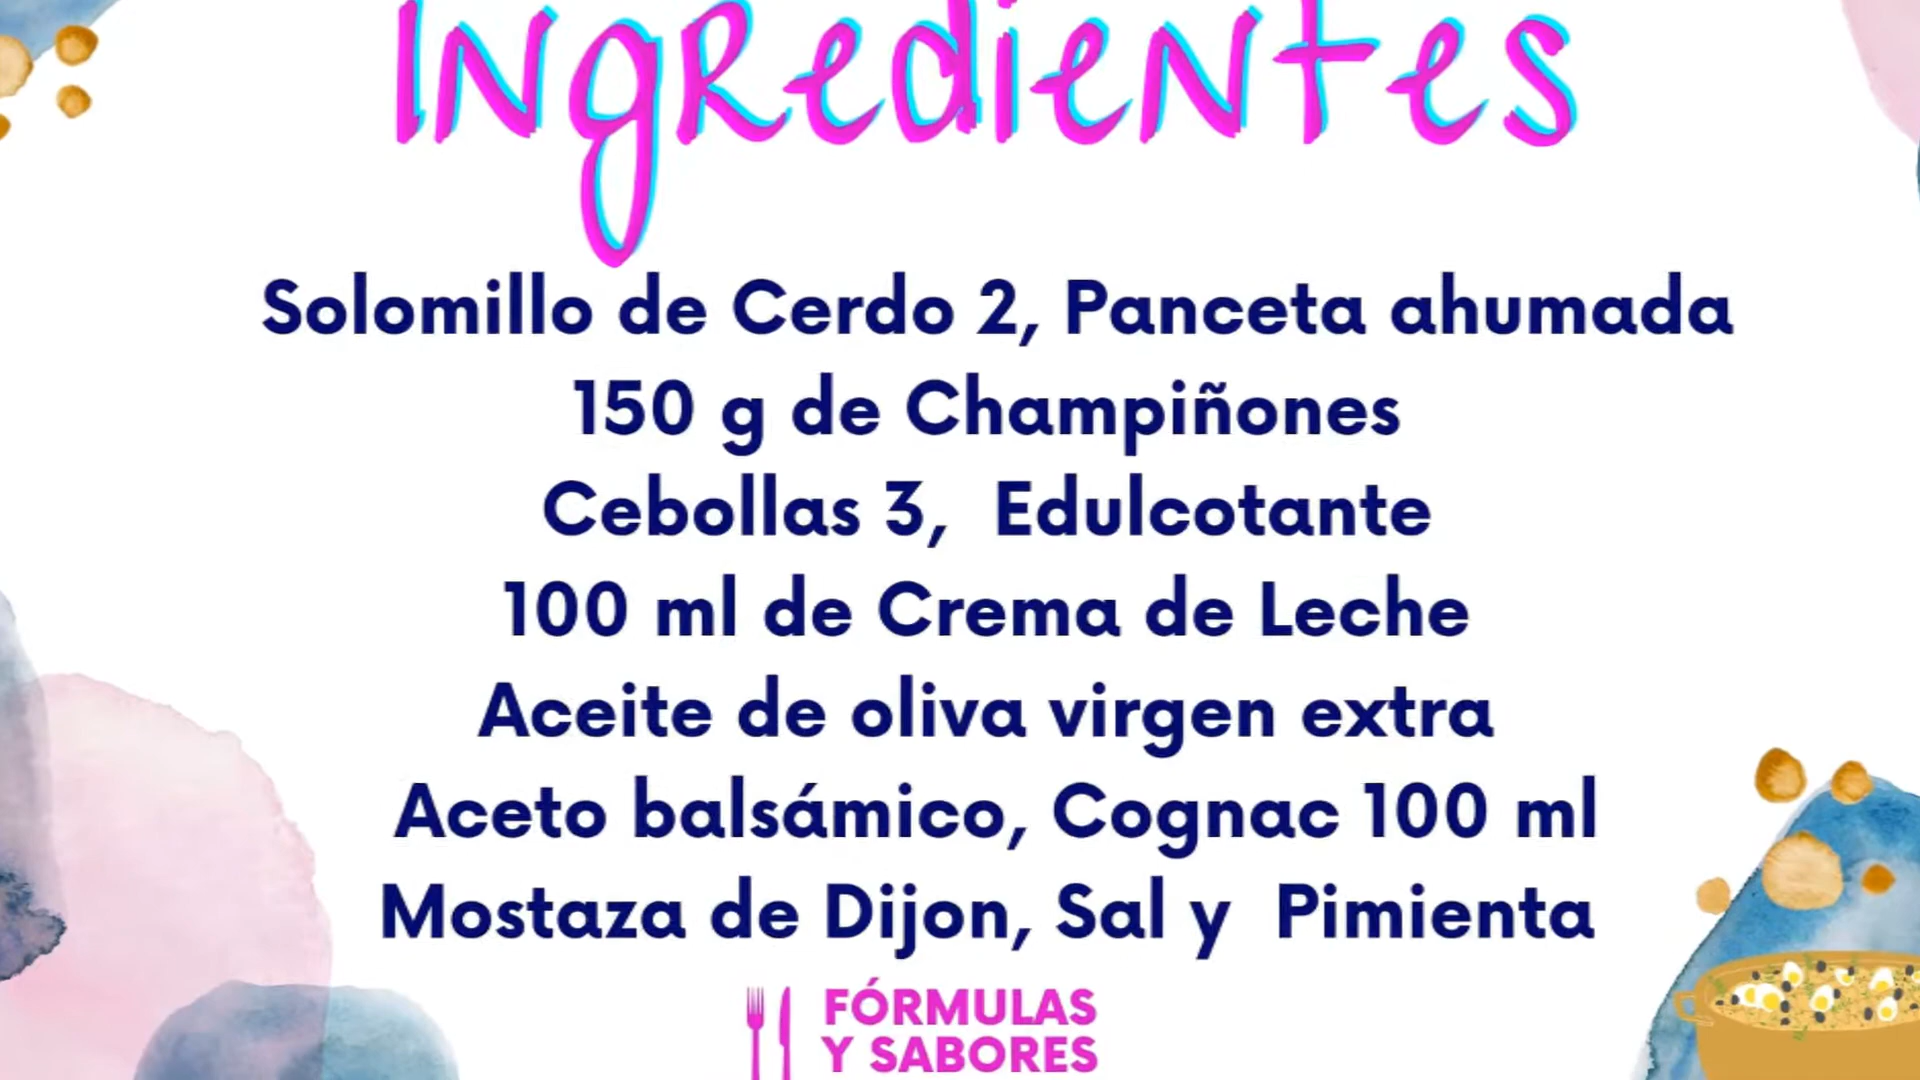 Ingredientes
Solomillo de Cerdo 2, Panceta ahumada
150 g de Champiñones
Cebollas 3, Edulcotante
100 ml de Crema de Leche
Aceite de oliva virgen extra
Aceto balsámico, Cognac 100 ml
Mostaza de Dijon, Sal y Pimienta
FÓRMULAS
Y SABORES